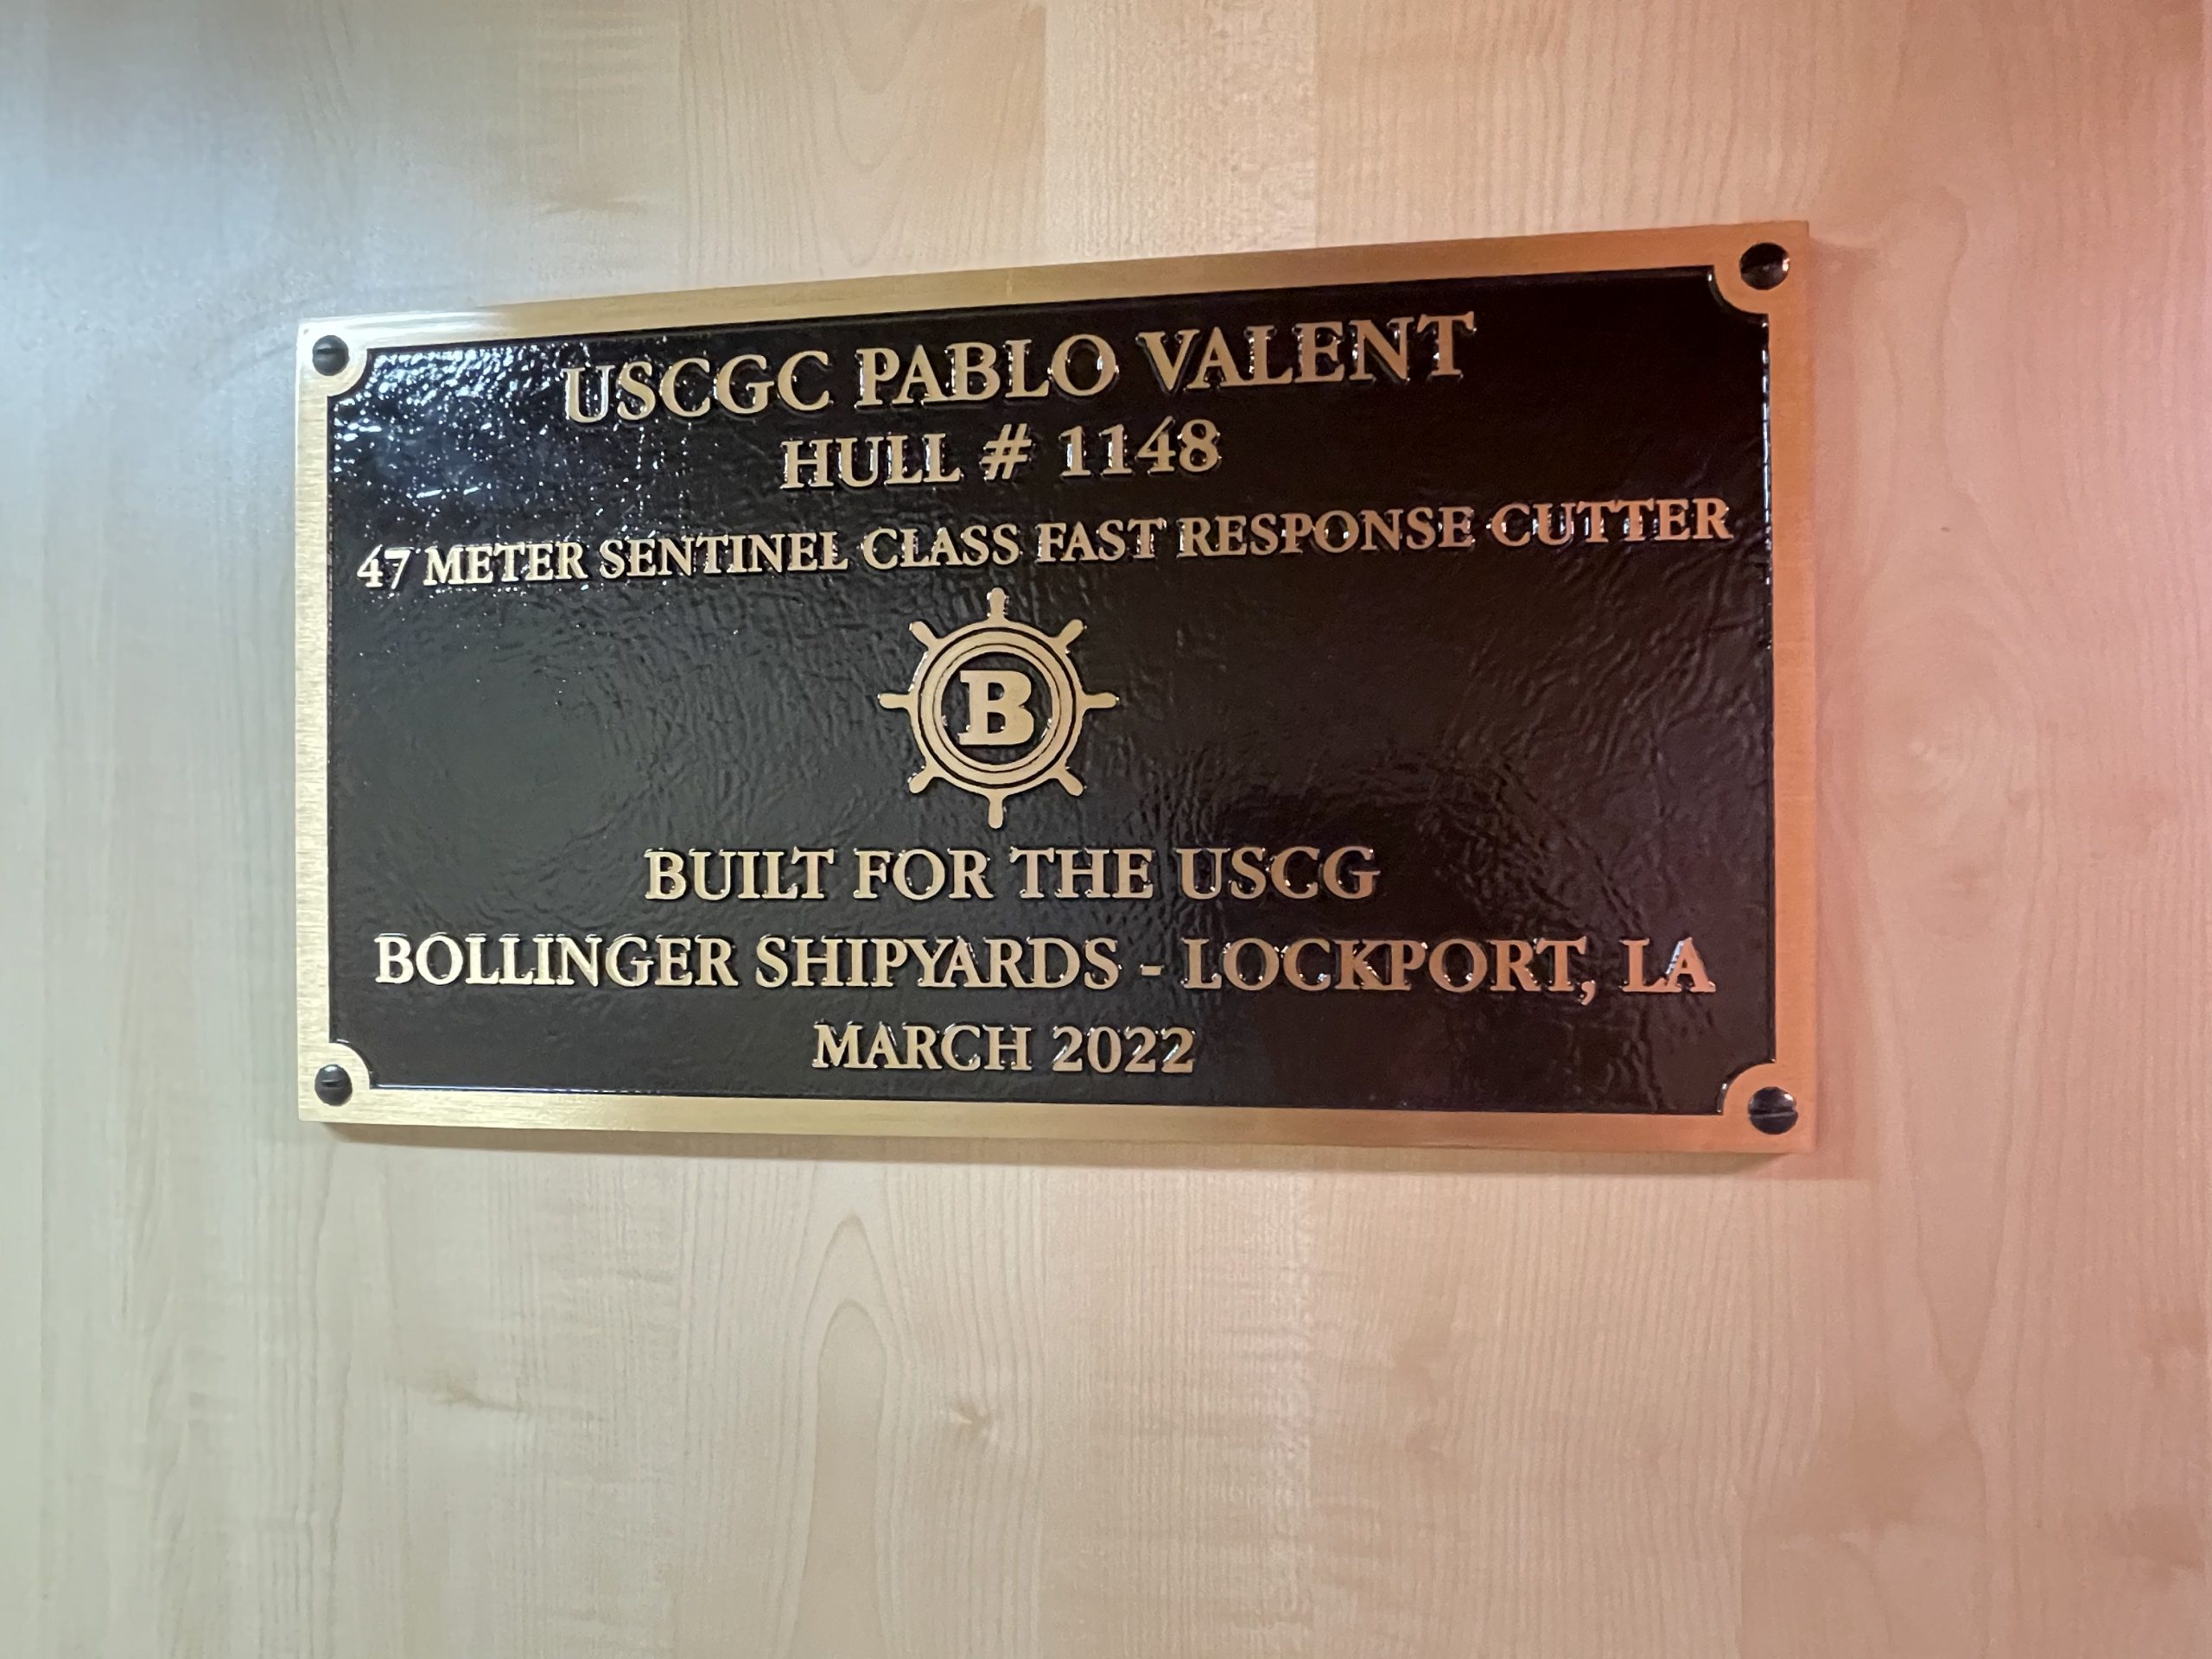 USCGC PABLO VALENT
HULL # 1148
47 METER SENTINEL CLASS FAST RESPONSE CUTTER
B
BUILT FOR THE USCG
BOLLINGER SHIPYARDS - LOCKPORT, LA
MARCH 2022